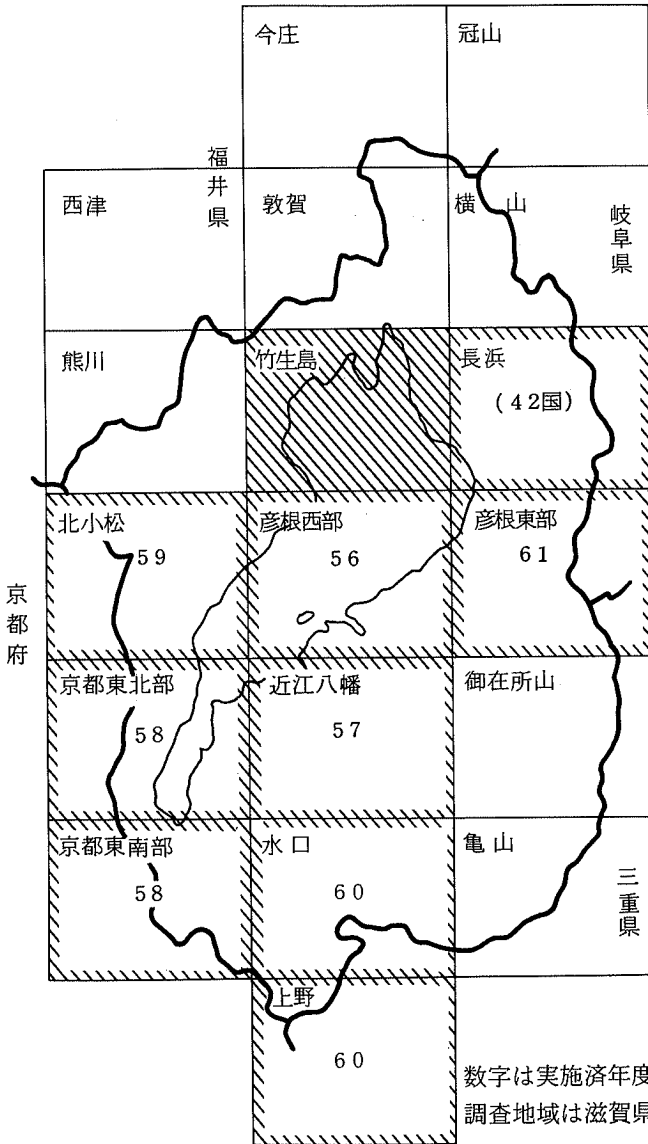 今庄
冠山
福井県
西津
敦賀
横山
岐阜県
熊川
竹生島
長浜
(42国)
北小松
59
彦根西部
56
彦根東部
61
京都府
京都東北部
58
近江八幡
57
御在所山
京都東南部
58
水口
60
亀山
三重県
上野
60
数字は実施済年度
調査地域は滋賀県